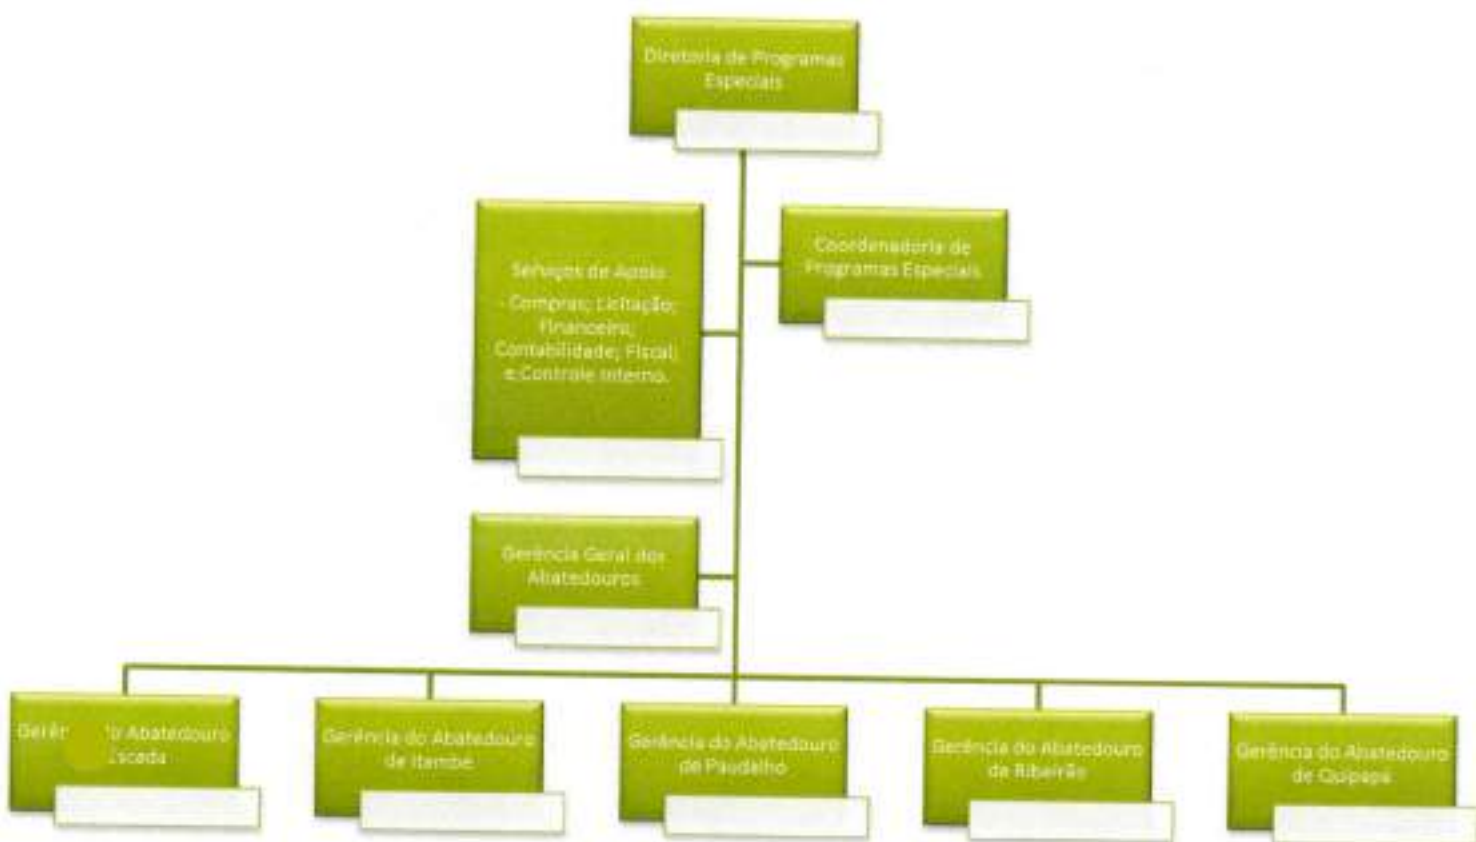 Diretoria de Programas
Especiais
Coordenadoria de
Programas Especiais
Serviços de Apoio
- Compras; Licitação;
Financeiro;
Contabilidade; Fiscal;
e Controle Interno.
Gerência Geral dos
Abatedouros
Abatedouro
Escada
Gerência do Abatedouro
de Itambé
Gerência do Abatedouro
de Paudalho
Gerência do Abatedouro
de Ribeirão
Gerência do Abatedouro
de Quipapá